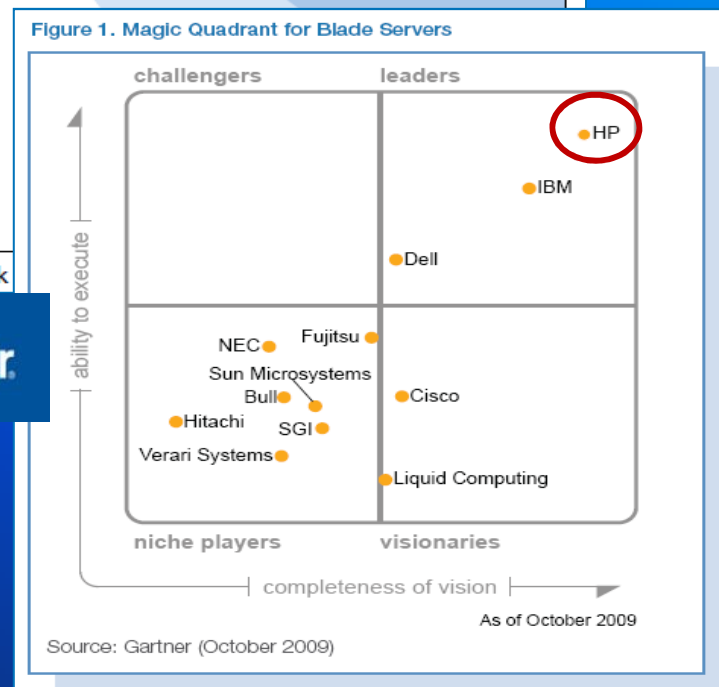 Figure 1. Magic Quadrant for Blade Servers
challengers leaders
HP
IBM
Dell
ability to execute
k
r.
NEC
Fujitsu
Sun Microsystems
Bull
Cisco
Hitachi
SGI
Verari Systems
Liquid Computing
niche players visionaries
completeness of vision
As of October 2009
Source: Gartner (October 2009)